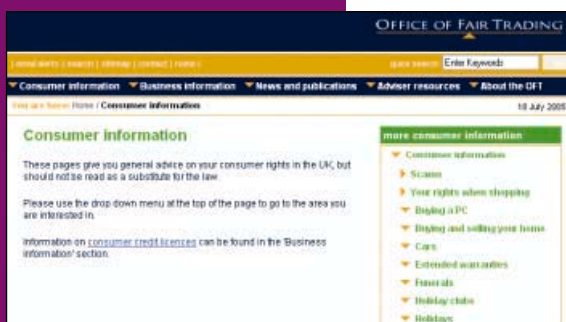 OFFICE OF FAIR TRADING
email alerts | search | sitemap | contact | home |
quick search Enter Keywords
Consumer information Business information News and publications Adviser resources About the OFT
You are here: Home / Consumer information
18 July 2005
Consumer information
These pages give you general advice on your consumer rights in the UK, but
should not be read as a substitute for the law.
Please use the drop down menu at the top of the page to go to the area you
are interested in.
Information on consumer credit licences can be found in the 'Business
information' section.
more consumer information
Consumer information
Scams
Your rights when shopping
Buying a PC
Buying and selling your home
Cars
Extended warranties
Funerals
Holiday clubs
Holidays